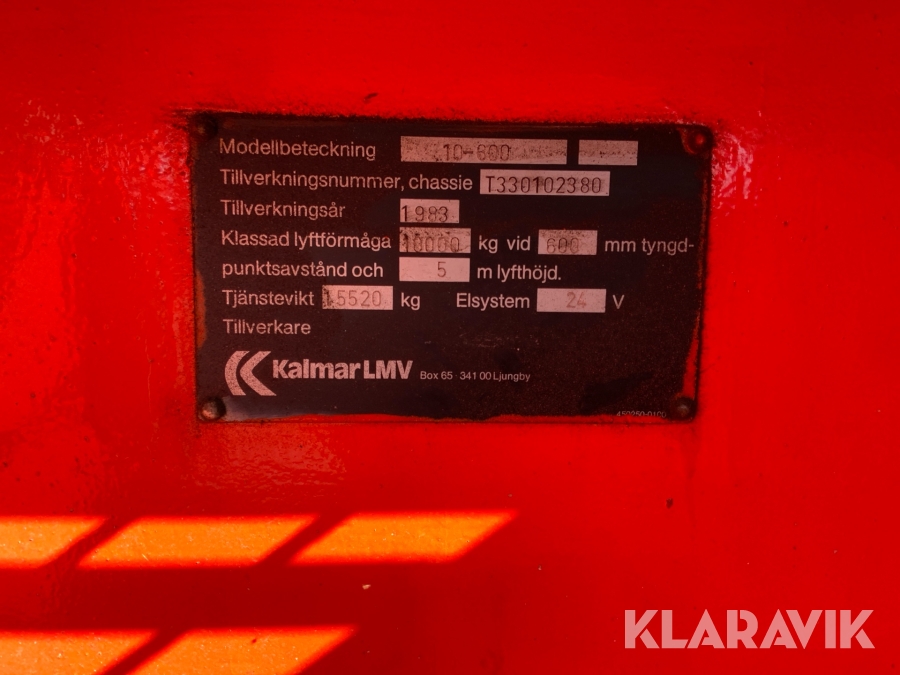 Modellbeteckning 10-600
Tillverkningsnummer, chassie T330102380
Tillverkningsår 1983
Klassad lyftförmåga 10000 kg vid 600 mm tyngd-
punktsavstånd och 5 m lyfthöjd.
Tjänstevikt 15520 kg Elsystem 24 V
Tillverkare
Kalmar LMV Box 65 · 341 00 Ljungby
KLARAVIK